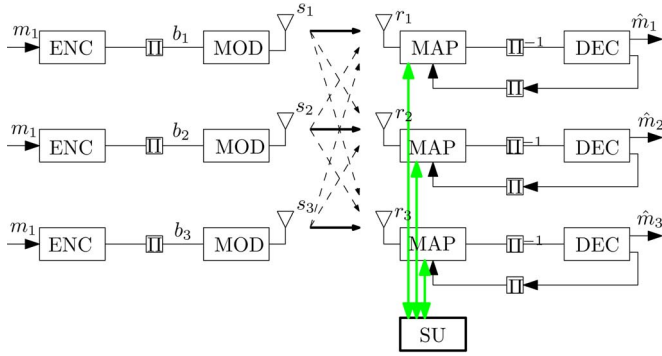 m₁ ENC Π b₁ MOD s₁ r₁ MAP Π⁻¹ DEC m̂₁
Π
m₁ ENC Π b₂ MOD s₂ r₂ MAP Π⁻¹ DEC m̂₂
Π
m₁ ENC Π b₃ MOD s₃ r₃ MAP Π⁻¹ DEC m̂₃
Π
SU